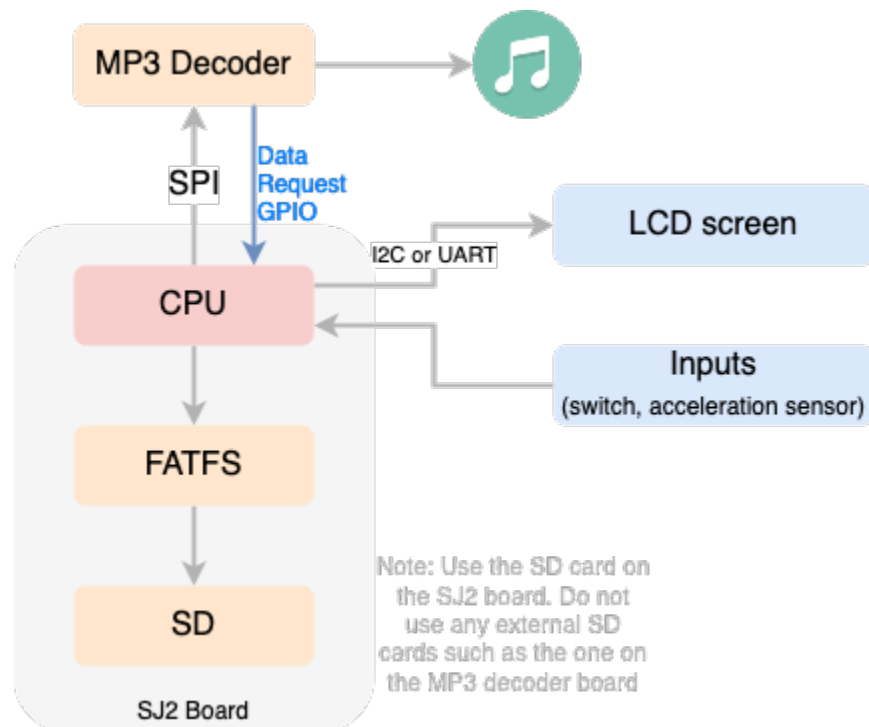 MP3 Decoder
SPI
Data
Request
GPIO
LCD screen
I2C or UART
CPU
Inputs
(switch, acceleration sensor)
FATFS
Note: Use the SD card on
the SJ2 board. Do not
use any external SD
cards such as the one on
the MP3 decoder board
SD
SJ2 Board